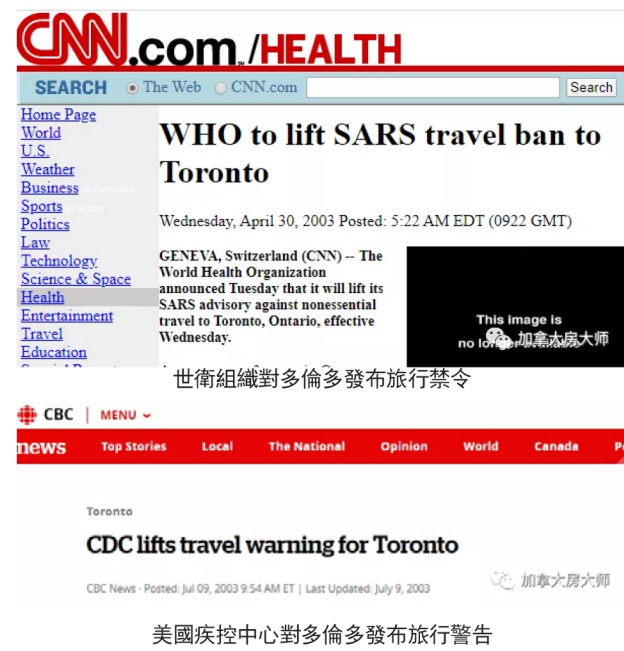 CNN.com/HEALTH
SEARCH The Web CNN.com Search
Home Page
World
U.S.
Weather
Business
Sports
Politics
Law
Technology
Science & Space
Health
Entertainment
Travel
Education
WHO to lift SARS travel ban to
Toronto
Wednesday, April 30, 2003 Posted: 5:22 AM EDT (0922 GMT)
GENEVA, Switzerland (CNN) -- The
World Health Organization
announced Tuesday that it will lift its
SARS advisory against nonessential
travel to Toronto, Ontario, effective
Wednesday.
This image is
no longer available
加拿大房大师
世衛組織對多倫多發布旅行禁令
CBC | MENU
news Top Stories Local The National Opinion World Canada
Toronto
CDC lifts travel warning for Toronto
CBC News · Posted: Jul 09, 2003 9:54 AM ET | Last Updated: July 9, 2003
加拿大房大师
美國疾控中心對多倫多發布旅行警告